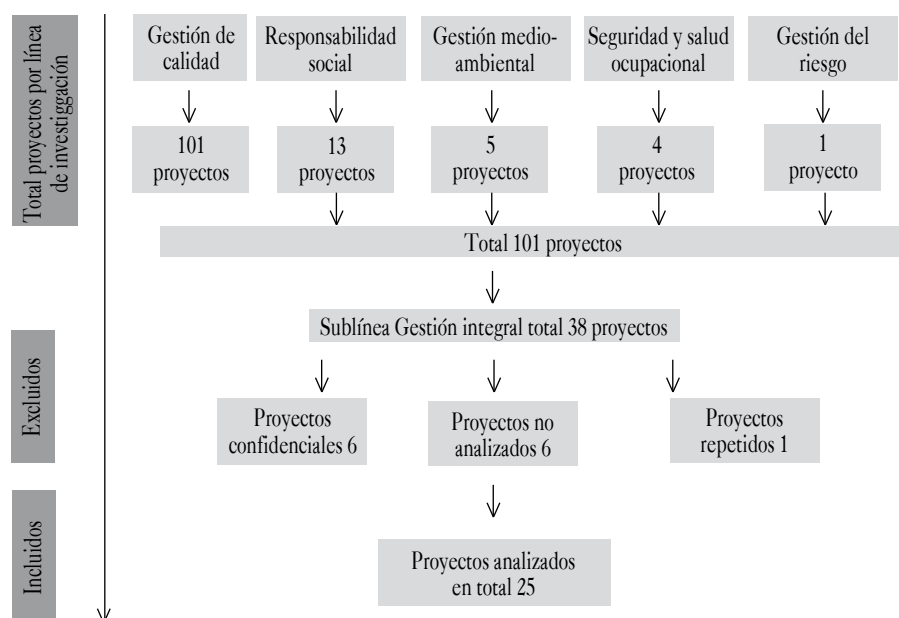 Total proyectos por línea
de investiggación
Gestión de
calidad
Responsabilidad
social
Gestión medio-
ambiental
Seguridad y salud
ocupacional
Gestión del
riesgo
101
proyectos
13
proyectos
5
proyectos
4
proyectos
1
proyecto
Total 101 proyectos
Sublínea Gestión integral total 38 proyectos
Excluidos
Proyectos
confidenciales 6
Proyectos no
analizados 6
Proyectos
repetidos 1
Incluidos
Proyectos analizados
en total 25